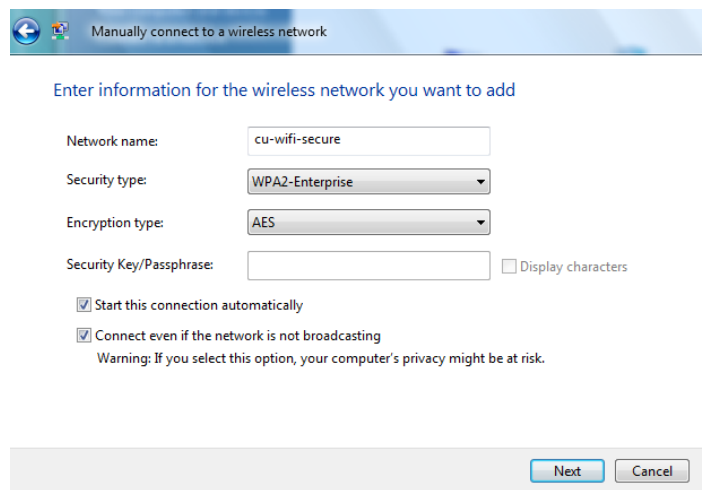 Manually connect to a wireless network
Enter information for the wireless network you want to add
Network name: cu-wifi-secure
Security type: WPA2-Enterprise
Encryption type: AES
Security Key/Passphrase: Display characters
Start this connection automatically
Connect even if the network is not broadcasting
Warning: If you select this option, your computer's privacy might be at risk.
Next Cancel